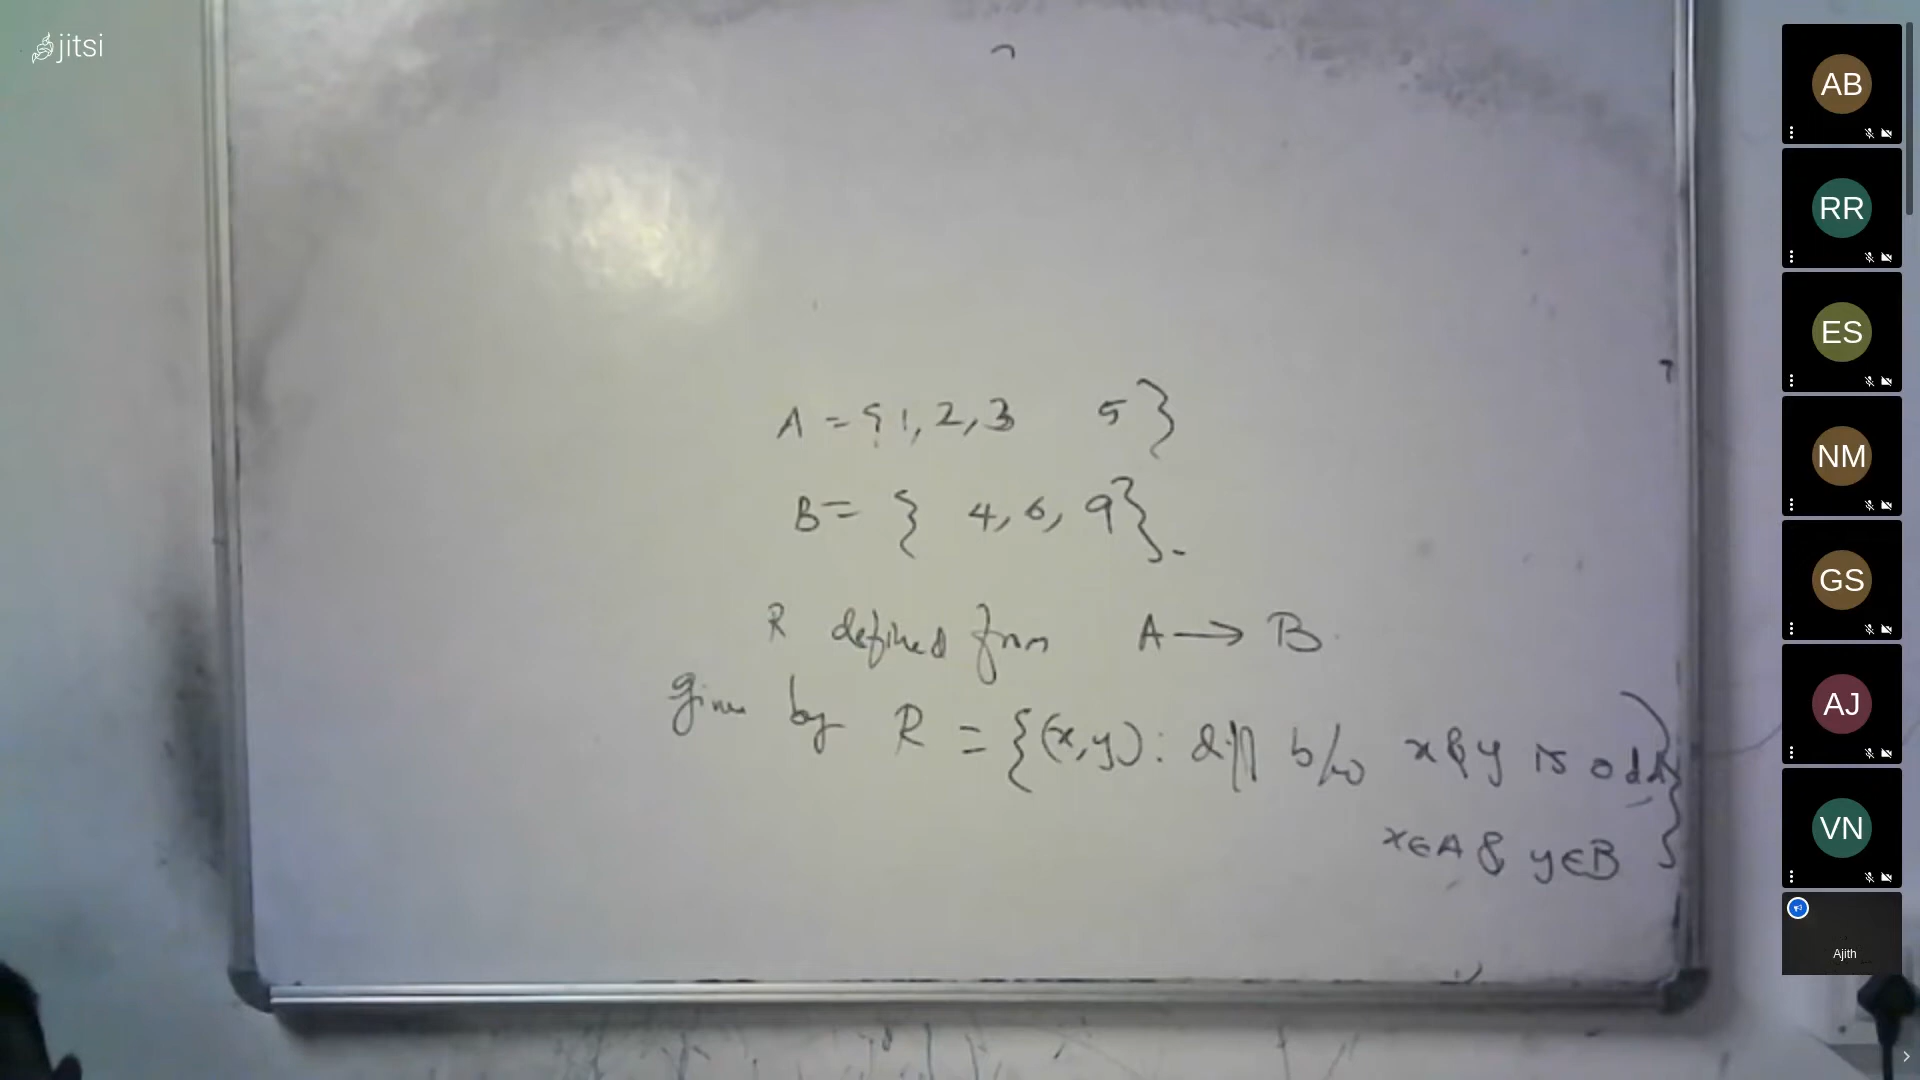 jitsi
A = {1, 2, 3 5}
B = { 4, 6, 9}.
R defined from A → B
given by R = {(x,y): diff b/w x & y is odd
x∈A & y∈B }
AB
RR
ES
NM
GS
AJ
VN
Ajith